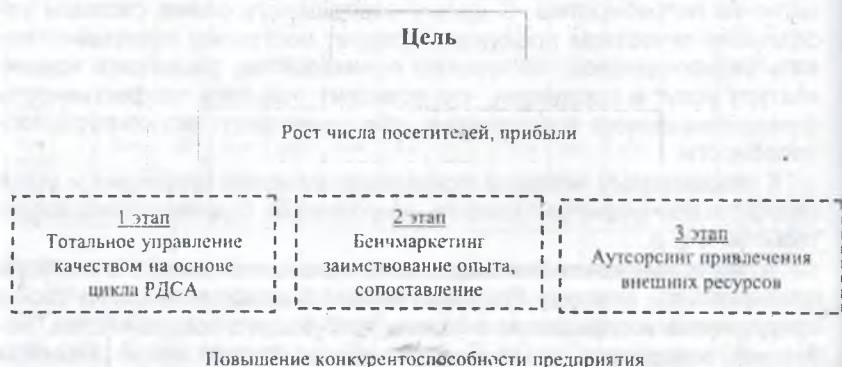 Цель
Рост числа посетителей, прибыли
1 этап
Тотальное управление
качеством на основе
цикла РДСА
2 этап
Бенчмаркетинг
заимствование опыта,
сопоставление
3 этап
Аутсорсинг привлечения
внешних ресурсов
Повышение конкурентоспособности предприятия